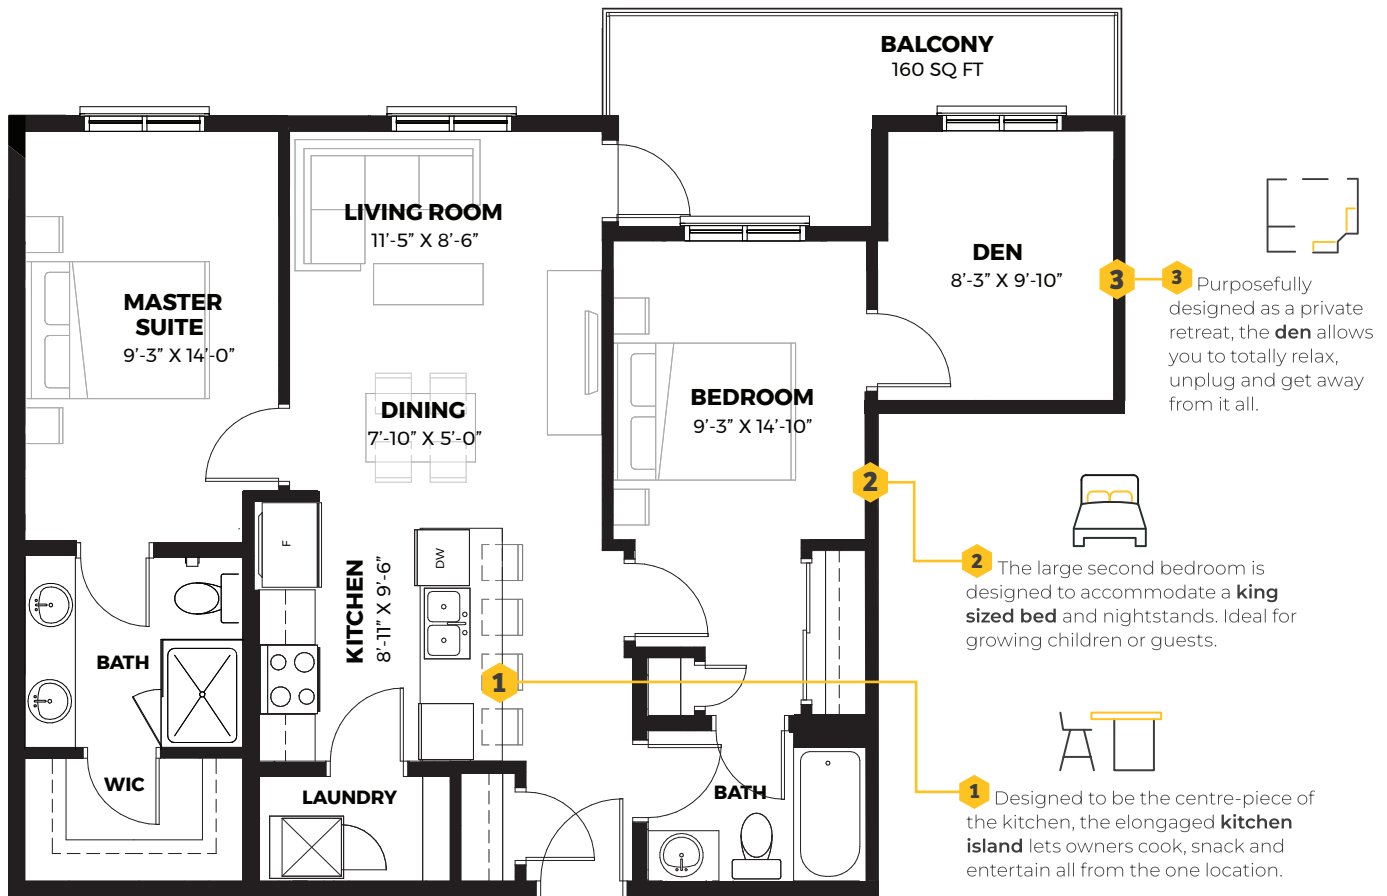 BALCONY
160 SQ FT
LIVING ROOM
11'-5” X 8'-6”
MASTER
SUITE
9'-3” X 14'-0”
DEN
8'-3” X 9'-10”
3
3
Purposefully
designed as a private
retreat, the den allows
you to totally relax,
unplug and get away
from it all.
DINING
7'-10” X 5'-0”
BEDROOM
9'-3” X 14'-10”
2
2
The large second bedroom is
designed to accommodate a king
sized bed and nightstands. Ideal for
growing children or guests.
F
DW
KITCHEN
8'-11” X 9'-6”
BATH
1
WIC
LAUNDRY
BATH
1
Designed to be the centre-piece of
the kitchen, the elongaged kitchen
island lets owners cook, snack and
entertain all from the one location.